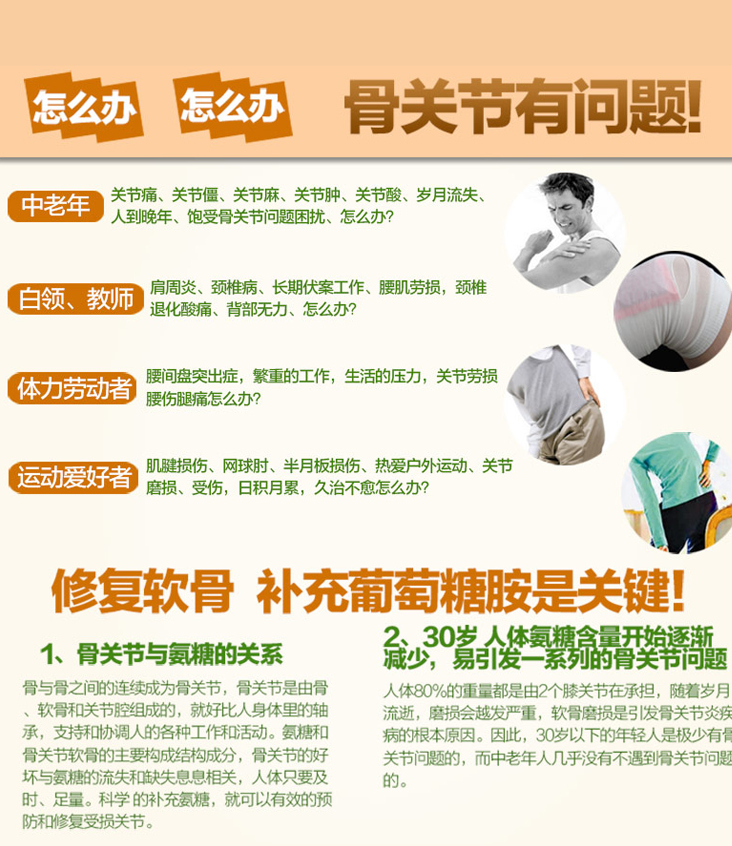 怎么办 怎么办 骨关节有问题!
中老年
关节痛、关节僵、关节麻、关节肿、关节酸、岁月流失、
人到晚年、饱受骨关节问题困扰、怎么办?
白领、教师
肩周炎、颈椎病、长期伏案工作、腰肌劳损，颈椎
退化酸痛、背部无力、怎么办?
体力劳动者
腰间盘突出症，繁重的工作，生活的压力，关节劳损
腰伤腿痛怎么办?
运动爱好者
肌腱损伤、网球肘、半月板损伤、热爱户外运动、关节
磨损、受伤，日积月累，久治不愈怎么办?
修复软骨 补充葡萄糖胺是关键!
1、骨关节与氨糖的关系
骨与骨之间的连续成为骨关节，骨关节是由骨
、软骨和关节腔组成的，就好比人身体里的轴
承，支持和协调人的各种工作和活动。氨糖和
骨关节软骨的主要构成结构成分，骨关节的好
坏与氨糖的流失和缺失息息相关，人体只要及
时、足量。科学的补充氨糖，就可以有效的预
防和修复受损关节。
2、30岁 人体氨糖含量开始逐渐
减少，易引发一系列的骨关节问题
人体80%的重量都是由2个膝关节在承担，随着岁月
流逝，磨损会越发严重，软骨磨损是引发骨关节炎疾
病的根本原因。因此，30岁以下的年轻人是极少有骨
关节问题的，而中老年人几乎没有不遇到骨关节问题
的。